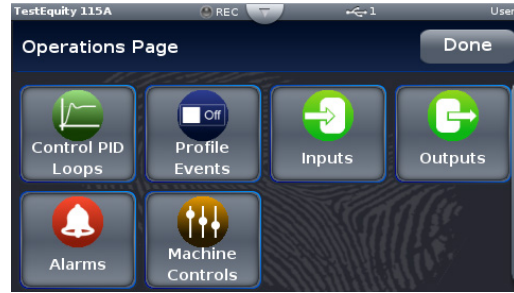 TestEquity 115A
REC
1
User
Operations Page
Done
Control PID
Loops
Off
Profile
Events
Inputs
Outputs
Alarms
Machine
Controls